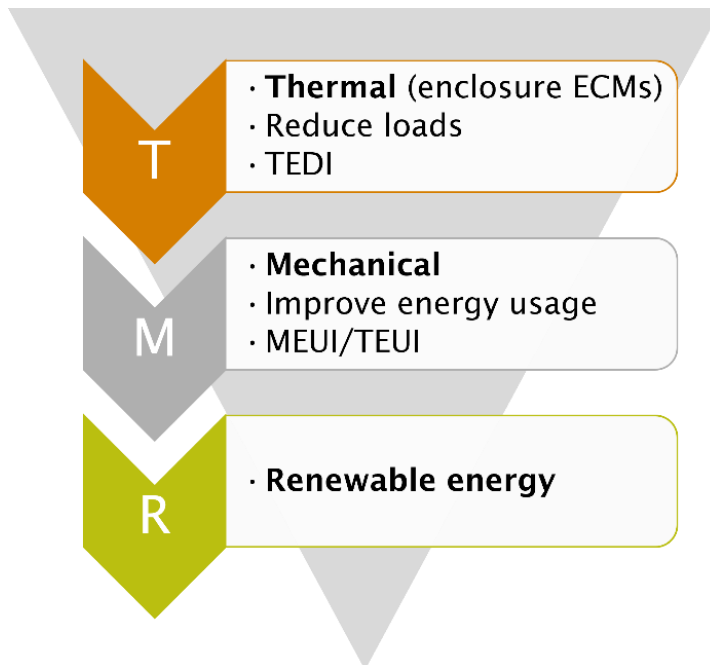 T
· Thermal (enclosure ECMs)
· Reduce loads
· TEDI
M
· Mechanical
· Improve energy usage
· MEUI/TEUI
R
· Renewable energy